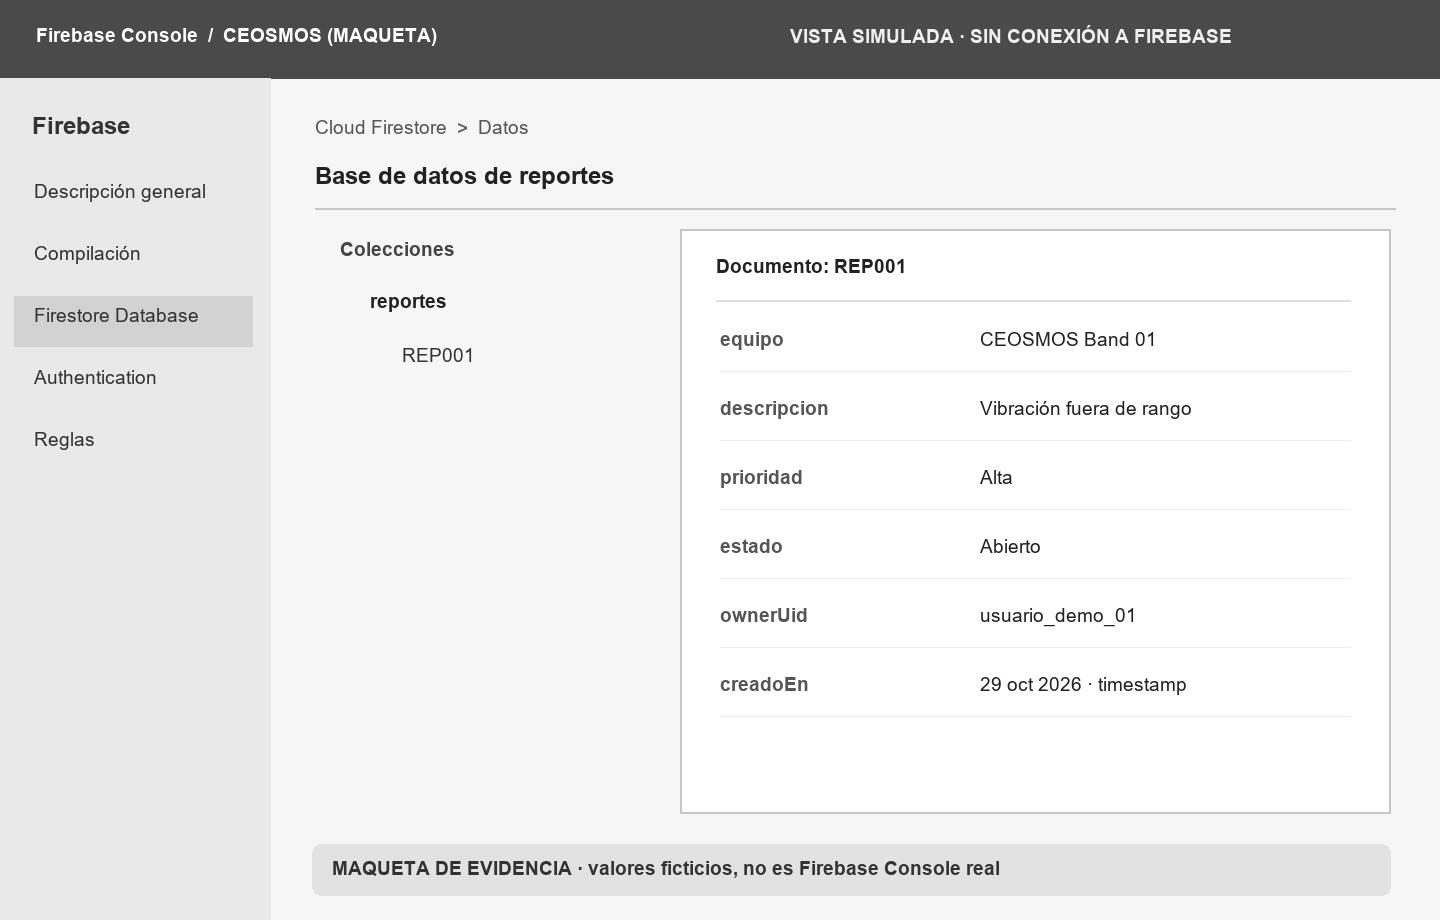 Firebase Console / CEOSMOS (MAQUETA)
VISTA SIMULADA · SIN CONEXIÓN A FIREBASE
Firebase
Descripción general
Compilación
Firestore Database
Authentication
Reglas
Cloud Firestore > Datos
Base de datos de reportes
Colecciones
reportes
REP001
Documento: REP001
equipo CEOSMOS Band 01
descripcion Vibración fuera de rango
prioridad Alta
estado Abierto
ownerUid usuario_demo_01
creadoEn 29 oct 2026 · timestamp
MAQUETA DE EVIDENCIA · valores ficticios, no es Firebase Console real